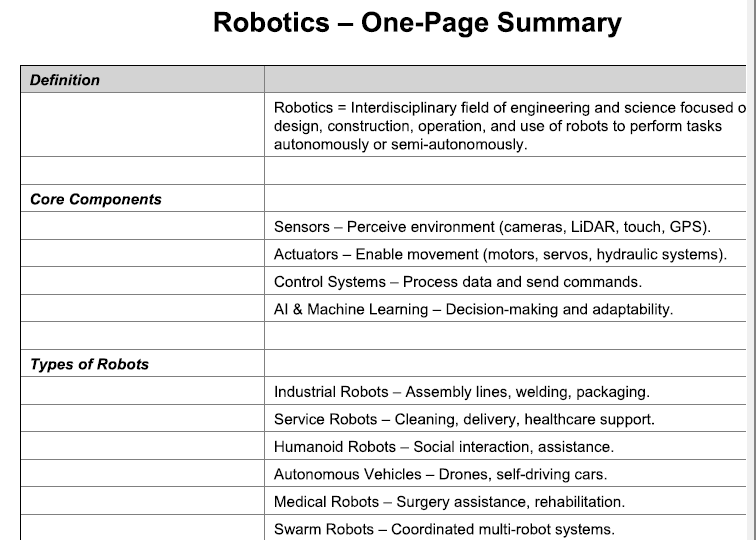 Robotics – One-Page Summary
Definition
Robotics = Interdisciplinary field of engineering and science focused o
design, construction, operation, and use of robots to perform tasks
autonomously or semi-autonomously.
Core Components
Sensors – Perceive environment (cameras, LiDAR, touch, GPS).
Actuators – Enable movement (motors, servos, hydraulic systems).
Control Systems – Process data and send commands.
AI & Machine Learning – Decision-making and adaptability.
Types of Robots
Industrial Robots – Assembly lines, welding, packaging.
Service Robots – Cleaning, delivery, healthcare support.
Humanoid Robots – Social interaction, assistance.
Autonomous Vehicles – Drones, self-driving cars.
Medical Robots – Surgery assistance, rehabilitation.
Swarm Robots – Coordinated multi-robot systems.